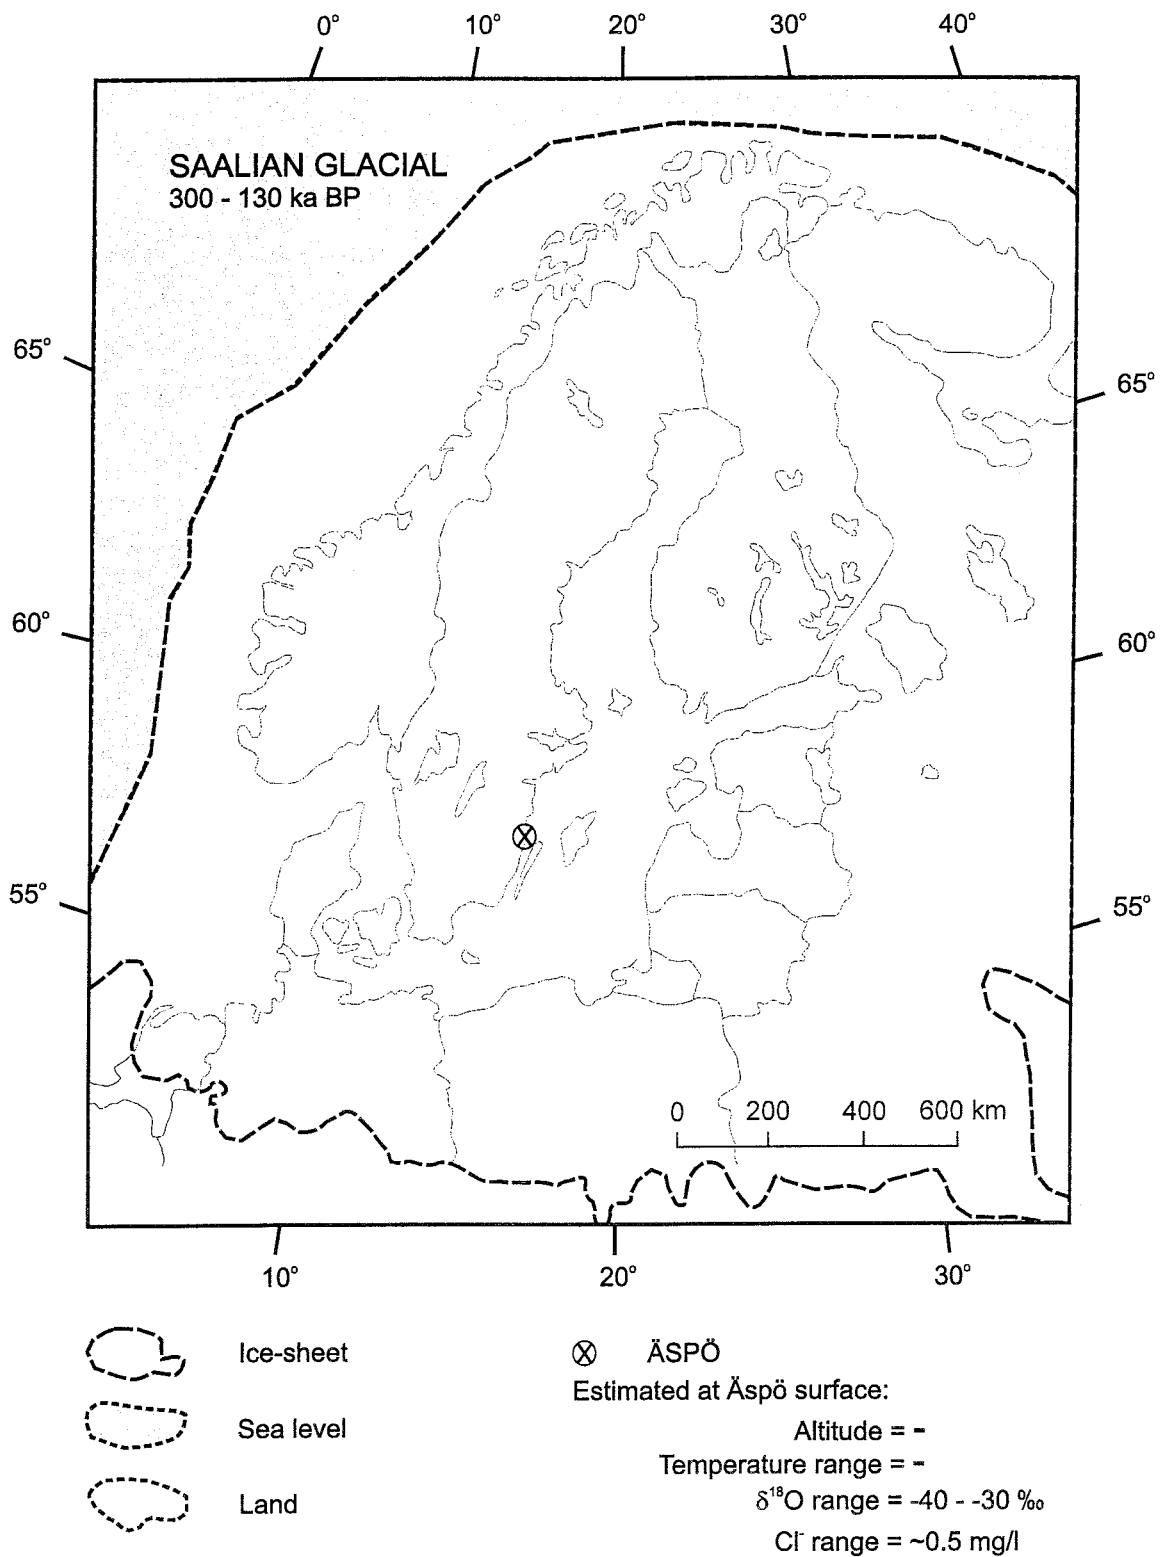 0° 10° 20° 30° 40°
SAALIAN GLACIAL
300 - 130 ka BP
65° 65°
60° 60°
55° 55°
0 200 400 600 km
10° 20° 30°
Ice-sheet
Sea level
Land
ÄSPÖ
Estimated at Äspö surface:
Altitude = -
Temperature range = -
δ¹⁸O range = -40 - -30 ‰
Cl⁻ range = ~0.5 mg/l